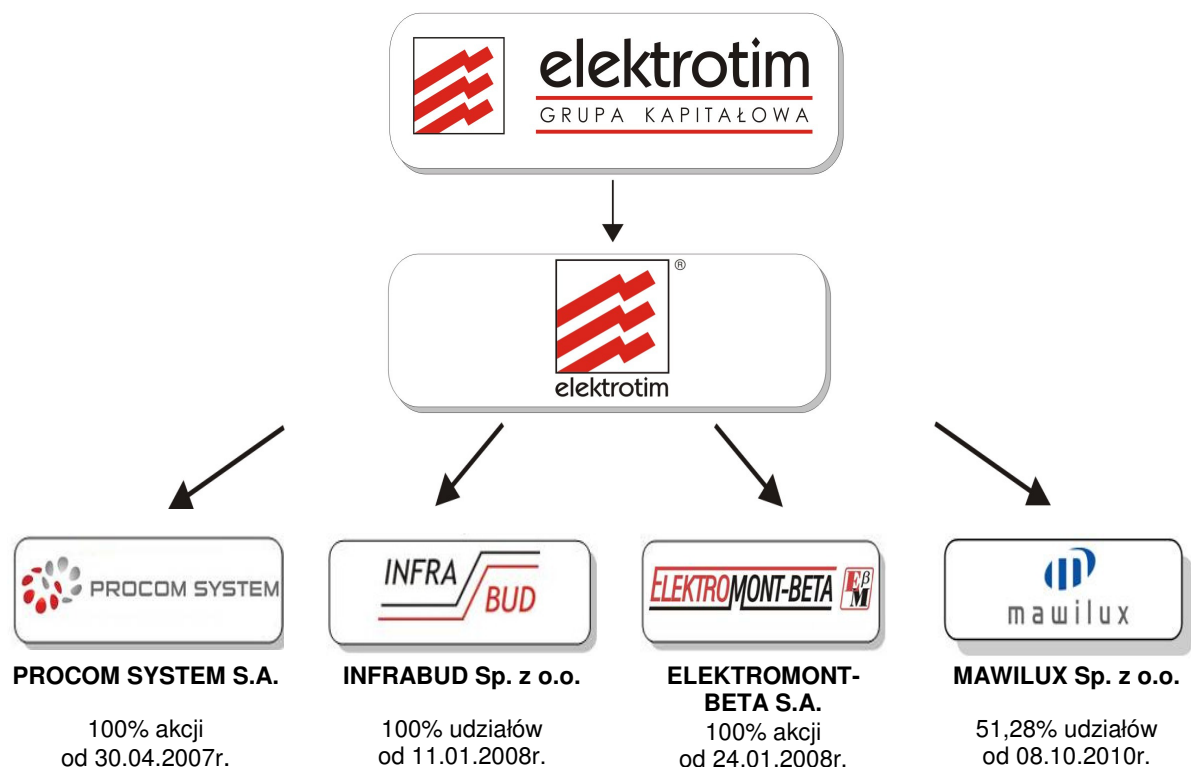 elektrotim
GRUPA KAPITAŁOWA
®
elektrotim
PROCOM SYSTEM
INFRA
BUD
ELEKTROMONT-BETA
Eβ
M
mawilux
PROCOM SYSTEM S.A.
100% akcji
od 30.04.2007r.
INFRABUD Sp. z o.o.
100% udziałów
od 11.01.2008r.
ELEKTROMONT-
BETA S.A.
100% akcji
od 24.01.2008r.
MAWILUX Sp. z o.o.
51,28% udziałów
od 08.10.2010r.